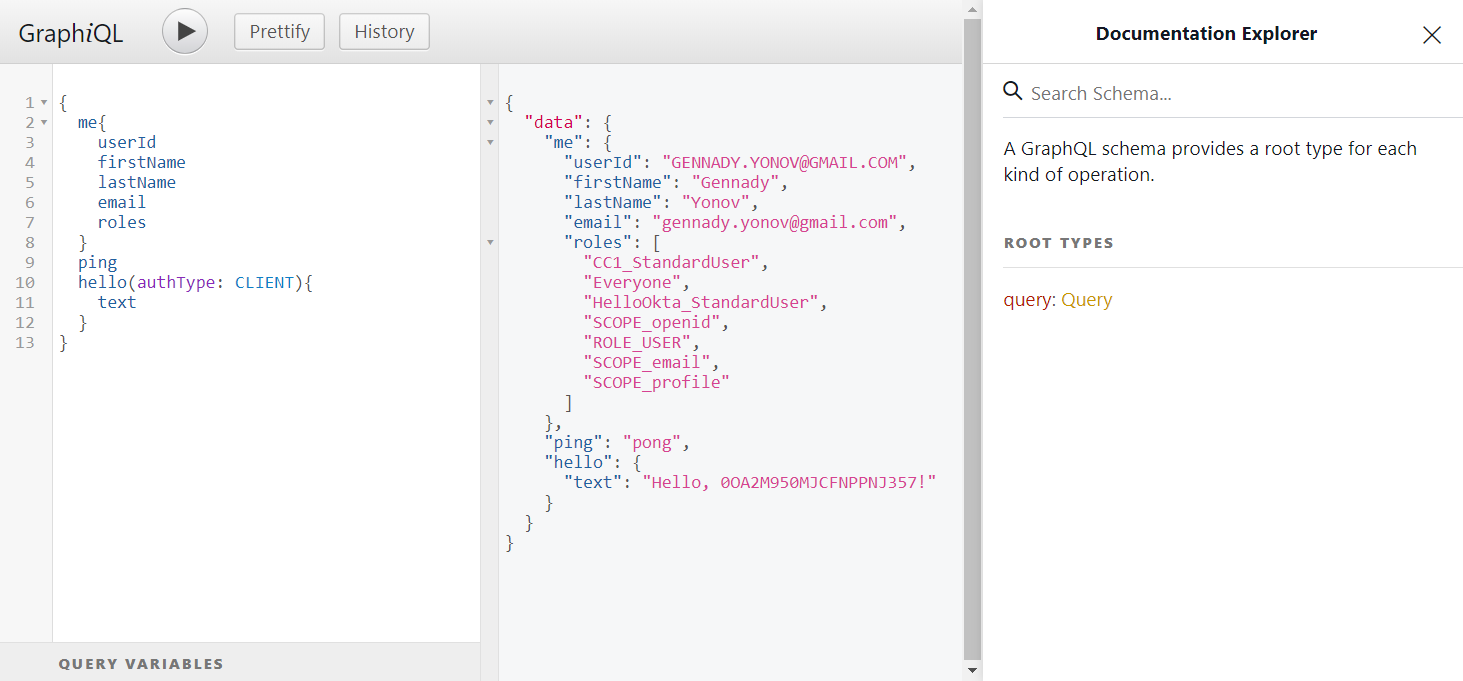 GraphiQL
Prettify
History
1 {
2 me{
3 userId
4 firstName
5 lastName
6 email
7 roles
8 }
9 ping
10 hello(authType: CLIENT){
11 text
12 }
13 }
QUERY VARIABLES
{
"data": {
"me": {
"userId": "GENNADY.YONOV@GMAIL.COM",
"firstName": "Gennady",
"lastName": "Yonov",
"email": "gennady.yonov@gmail.com",
"roles": [
"CC1_StandardUser",
"Everyone",
"HelloOkta_StandardUser",
"SCOPE_openid",
"ROLE_USER",
"SCOPE_email",
"SCOPE_profile"
]
},
"ping": "pong",
"hello": {
"text": "Hello, 0OA2M950MJCFNPPNJ357!"
}
}
}
Documentation Explorer
Search Schema...
A GraphQL schema provides a root type for each
kind of operation.
ROOT TYPES
query: Query